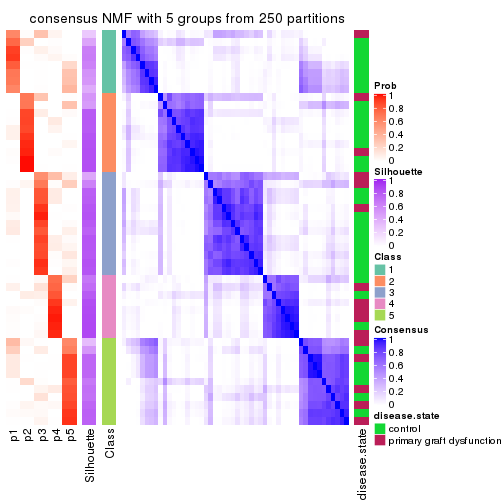 consensus NMF with 5 groups from 250 partitions
Prob
1
0.8
0.6
0.4
0.2
0
Silhouette
1
0.8
0.6
0.4
0.2
0
Class
1
2
3
4
5
Consensus
1
0.8
0.6
0.4
0.2
0
disease.state
control
primary graft dysfunction
p1
p2
p3
p4
p5
Silhouette
Class
disease.state